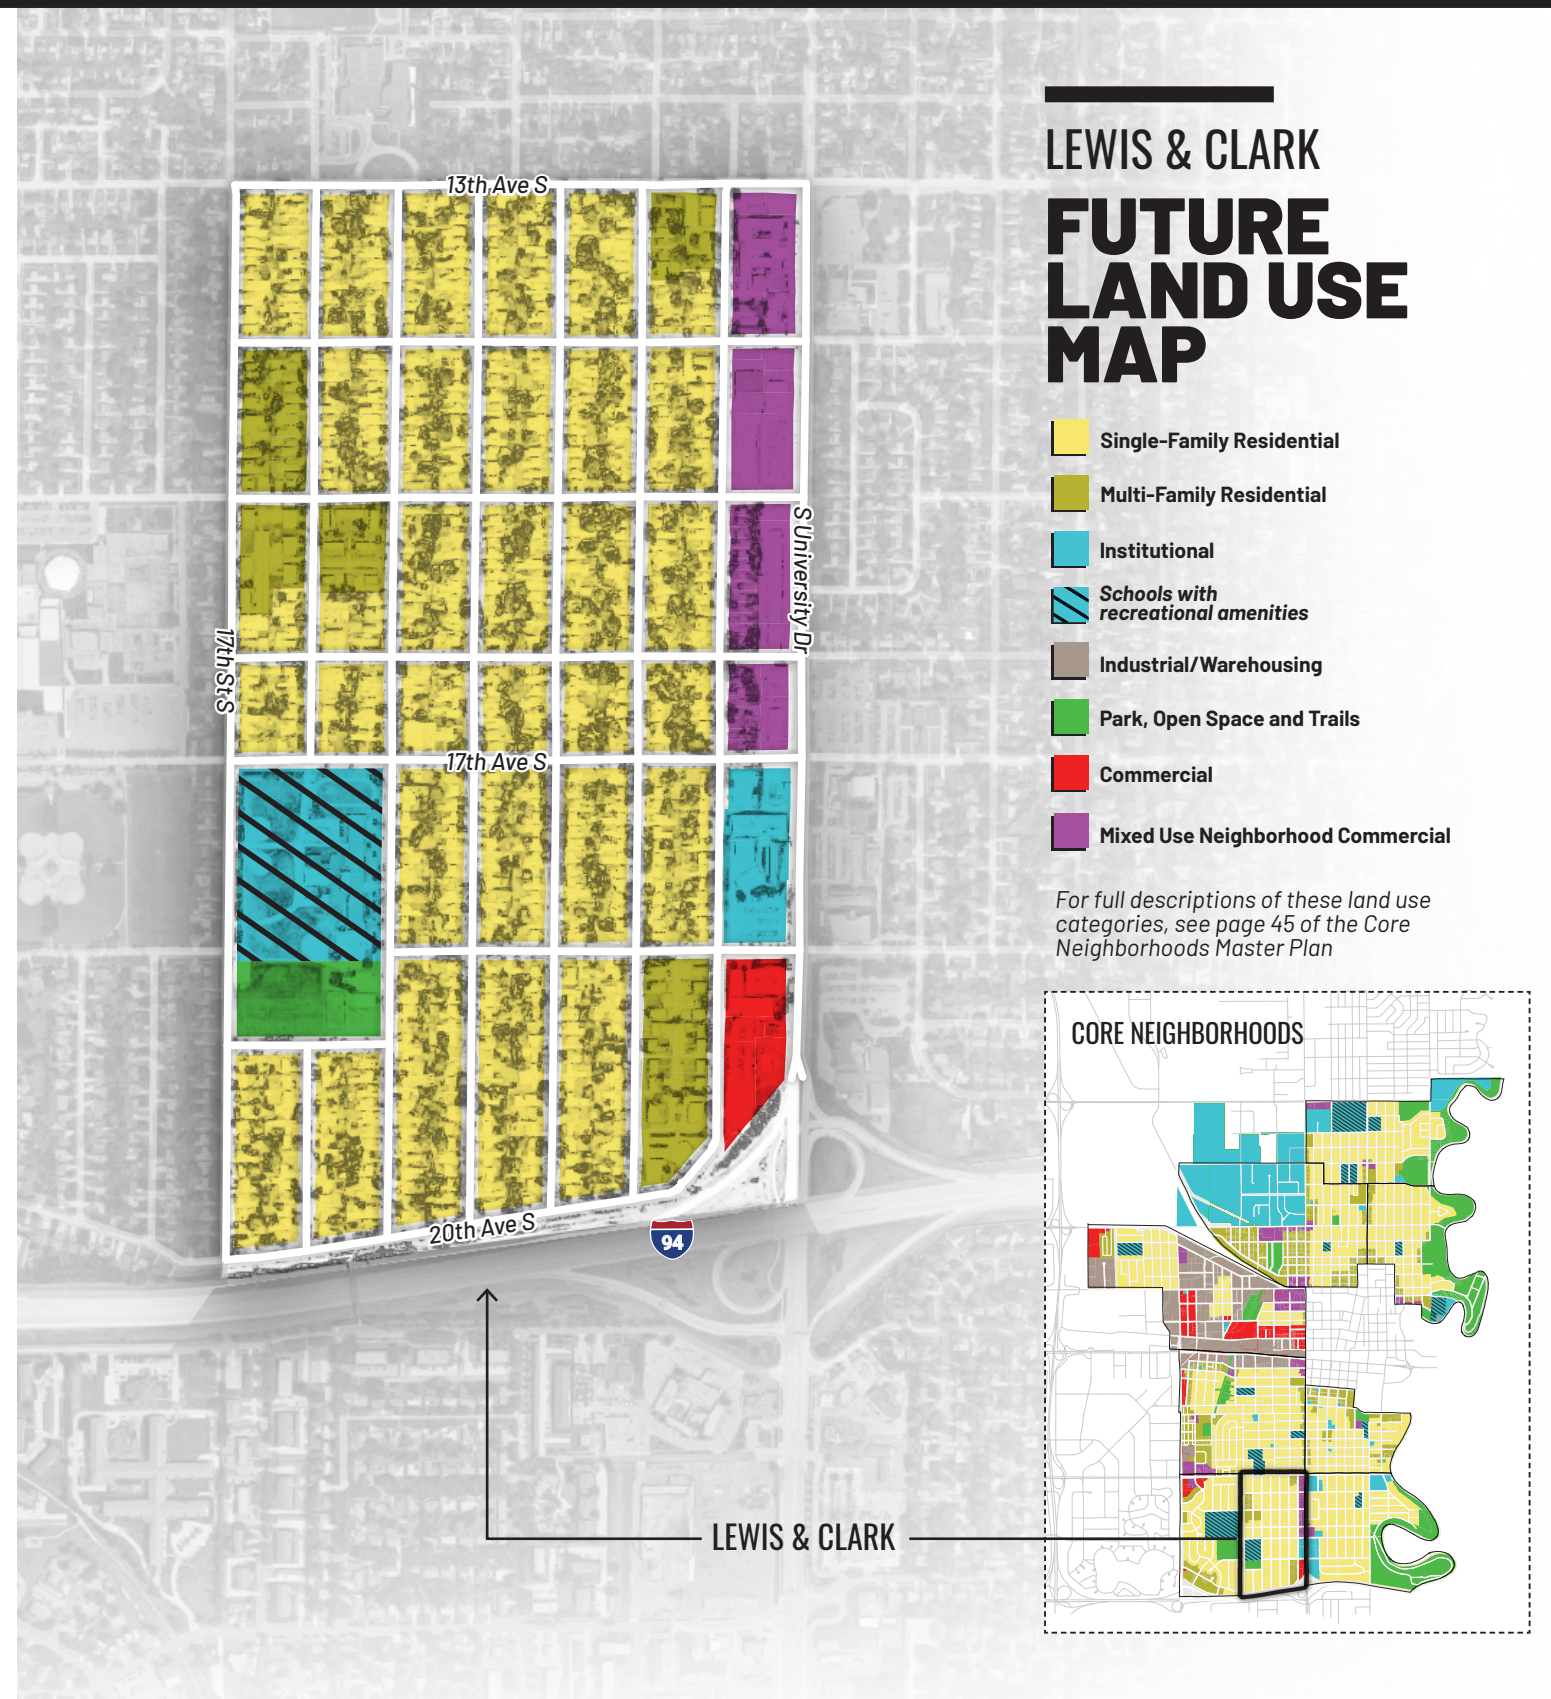 LEWIS & CLARK
FUTURE
LAND USE
MAP
13th Ave S
S University Dr
17th St S
17th Ave S
20th Ave S
94
Single-Family Residential
Multi-Family Residential
Institutional
Schools with
recreational amenities
Industrial/Warehousing
Park, Open Space and Trails
Commercial
Mixed Use Neighborhood Commercial
For full descriptions of these land use
categories, see page 45 of the Core
Neighborhoods Master Plan
CORE NEIGHBORHOODS
LEWIS & CLARK